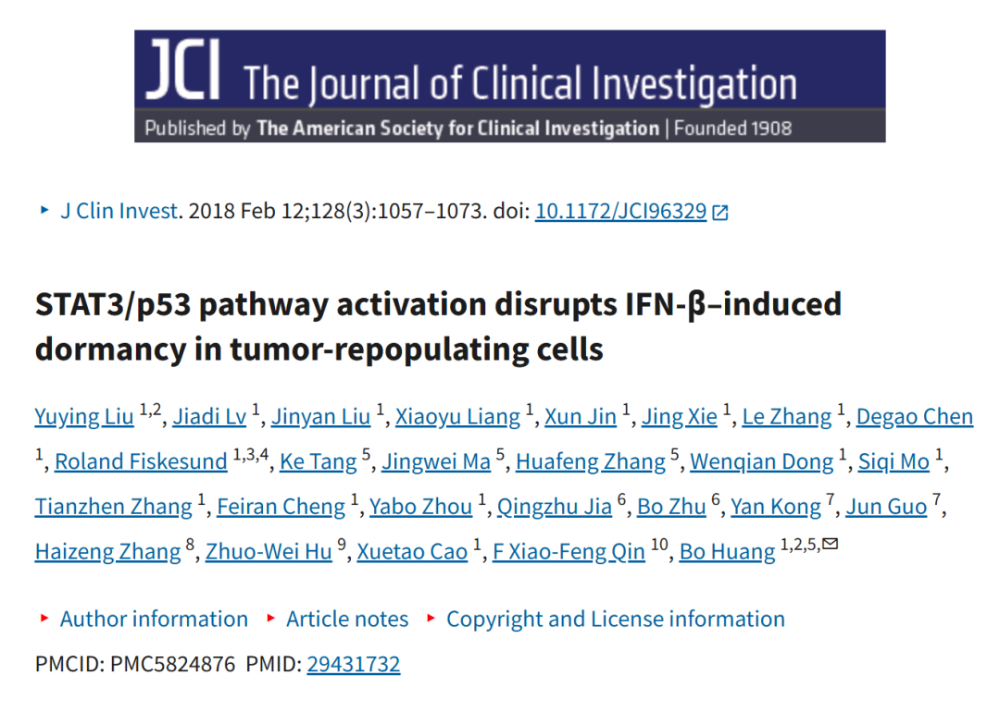 JCI The Journal of Clinical Investigation
Published by The American Society for Clinical Investigation | Founded 1908
J Clin Invest. 2018 Feb 12;128(3):1057–1073. doi: 10.1172/JCI96329
STAT3/p53 pathway activation disrupts IFN-β–induced
dormancy in tumor-repopulating cells
Yuying Liu 1,2, Jiadi Lv 1, Jinyan Liu 1, Xiaoyu Liang 1, Xun Jin 1, Jing Xie 1, Le Zhang 1, Degao Chen
1, Roland Fiskesund 1,3,4, Ke Tang 5, Jingwei Ma 5, Huafeng Zhang 5, Wenqian Dong 1, Siqi Mo 1,
Tianzhen Zhang 1, Feiran Cheng 1, Yabo Zhou 1, Qingzhu Jia 6, Bo Zhu 6, Yan Kong 7, Jun Guo 7,
Haizeng Zhang 8, Zhuo-Wei Hu 9, Xuetao Cao 1, F Xiao-Feng Qin 10, Bo Huang 1,2,5,✉
Author information Article notes Copyright and License information
PMCID: PMC5824876 PMID: 29431732